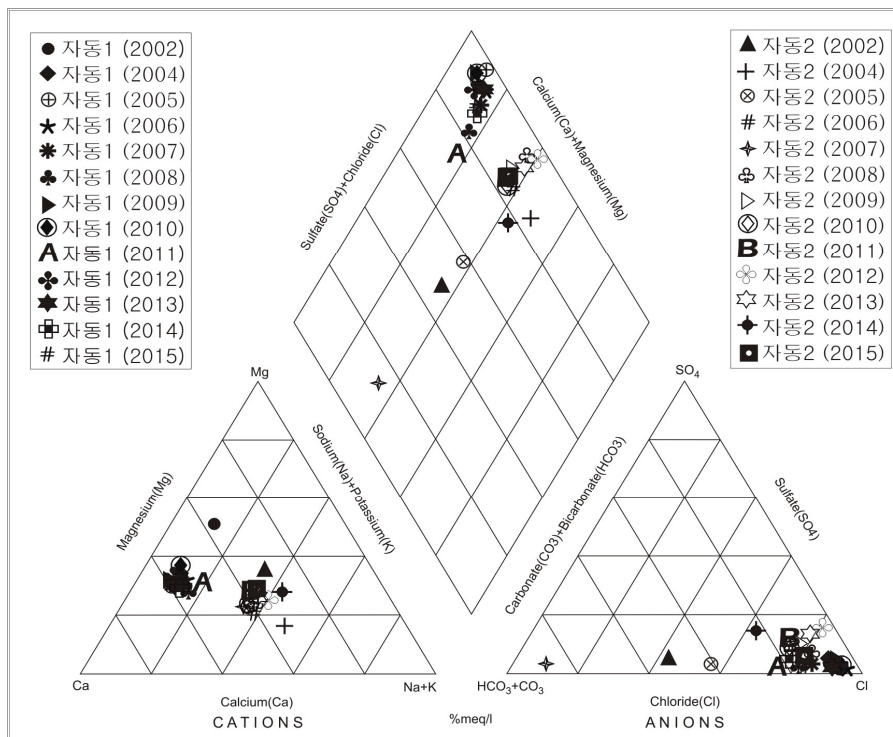 자동1 (2002)
자동1 (2004)
자동1 (2005)
자동1 (2006)
자동1 (2007)
자동1 (2008)
자동1 (2009)
자동1 (2010)
A 자동1 (2011)
자동1 (2012)
자동1 (2013)
자동1 (2014)
# 자동1 (2015)
자동2 (2002)
자동2 (2004)
자동2 (2005)
# 자동2 (2006)
자동2 (2007)
자동2 (2008)
자동2 (2009)
자동2 (2010)
B 자동2 (2011)
자동2 (2012)
자동2 (2013)
자동2 (2014)
자동2 (2015)
Sulfate(SO4)+Chloride(Cl)
Calcium(Ca)+Magnesium(Mg)
A
Mg
SO₄
Magnesium(Mg)
Sodium(Na)+Potassium(K)
Carbonate(CO3)+Bicarbonate(HCO3)
Sulfate(SO4)
A
B
A
Ca
Na+K
HCO₃+CO₃
Cl
Calcium(Ca)
Chloride(Cl)
CATIONS
%meq/l
ANIONS